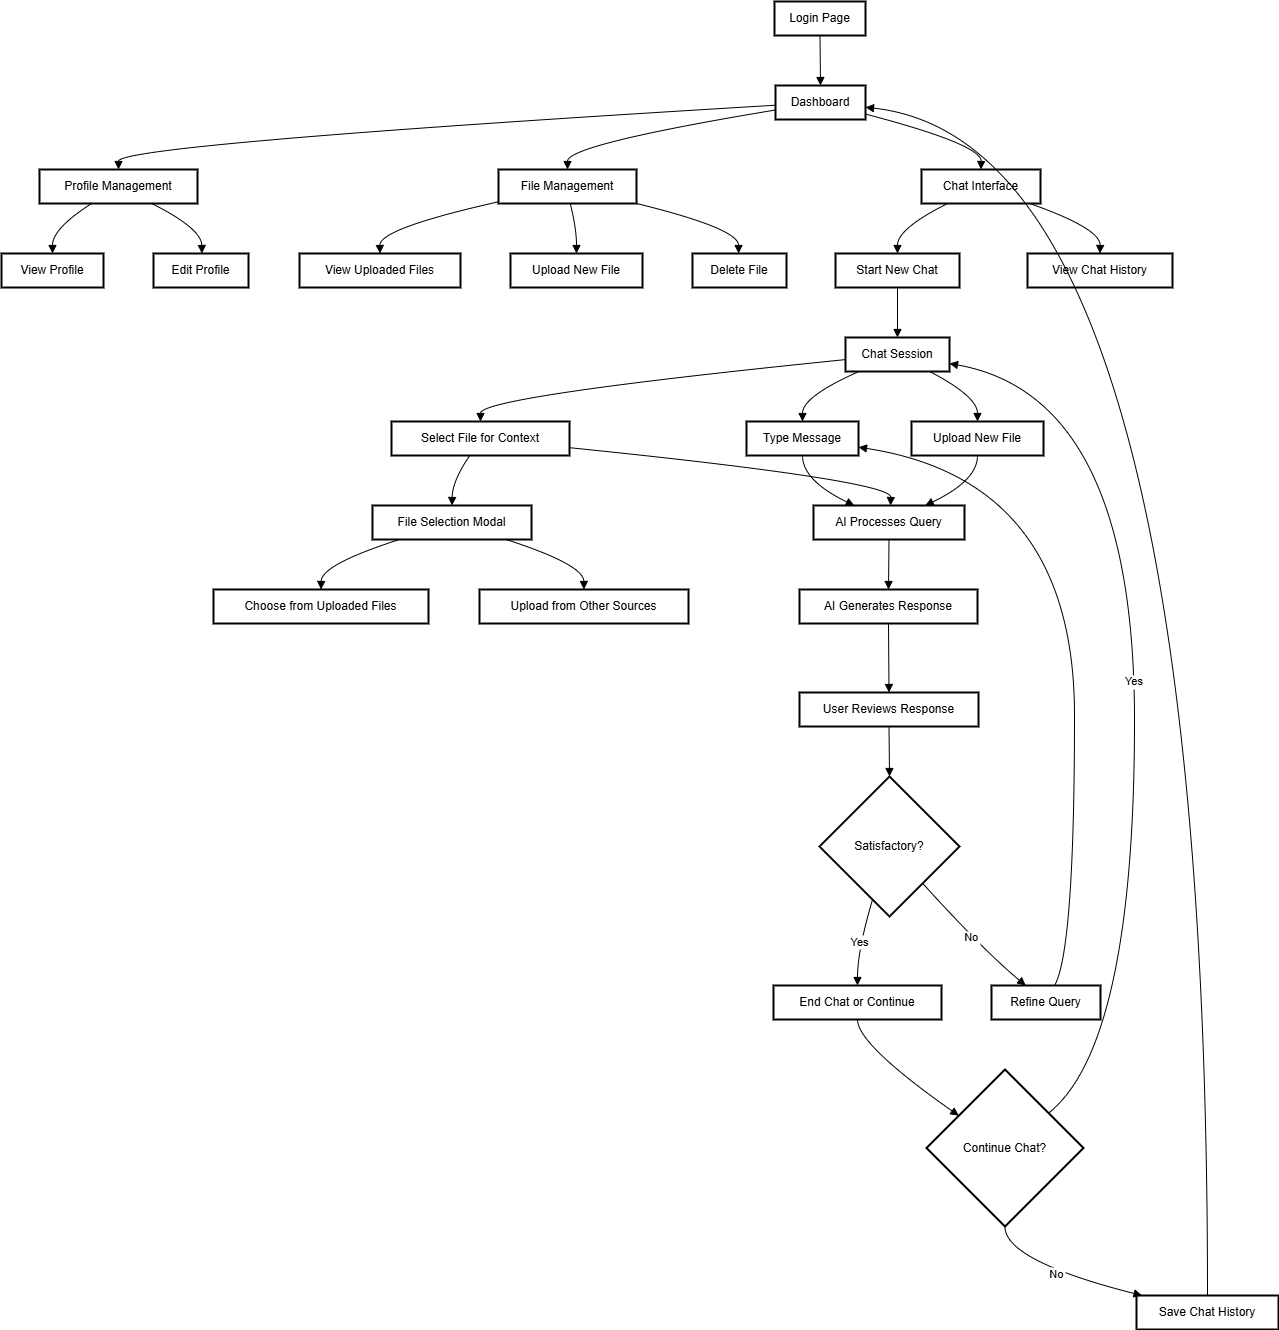 Login Page
Dashboard
Profile Management
File Management
Chat Interface
View Profile
Edit Profile
View Uploaded Files
Upload New File
Delete File
Start New Chat
View Chat History
Chat Session
Select File for Context
Type Message
Upload New File
File Selection Modal
AI Processes Query
Choose from Uploaded Files
Upload from Other Sources
AI Generates Response
Yes
User Reviews Response
Satisfactory?
Yes
No
End Chat or Continue
Refine Query
Continue Chat?
No
Save Chat History